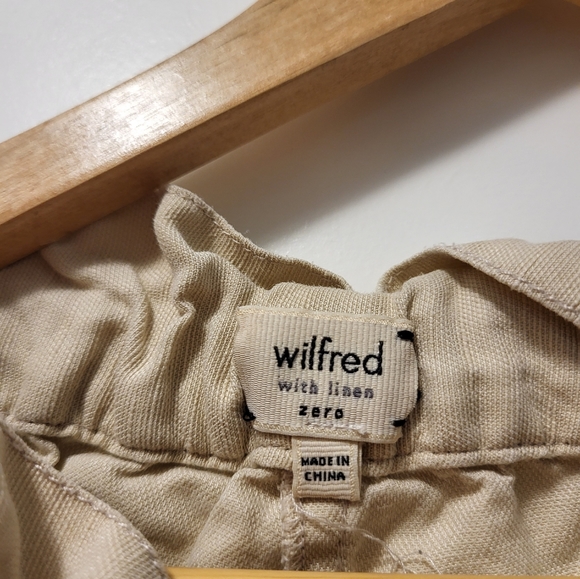 wilfred
with linen
zero
MADE IN
CHINA